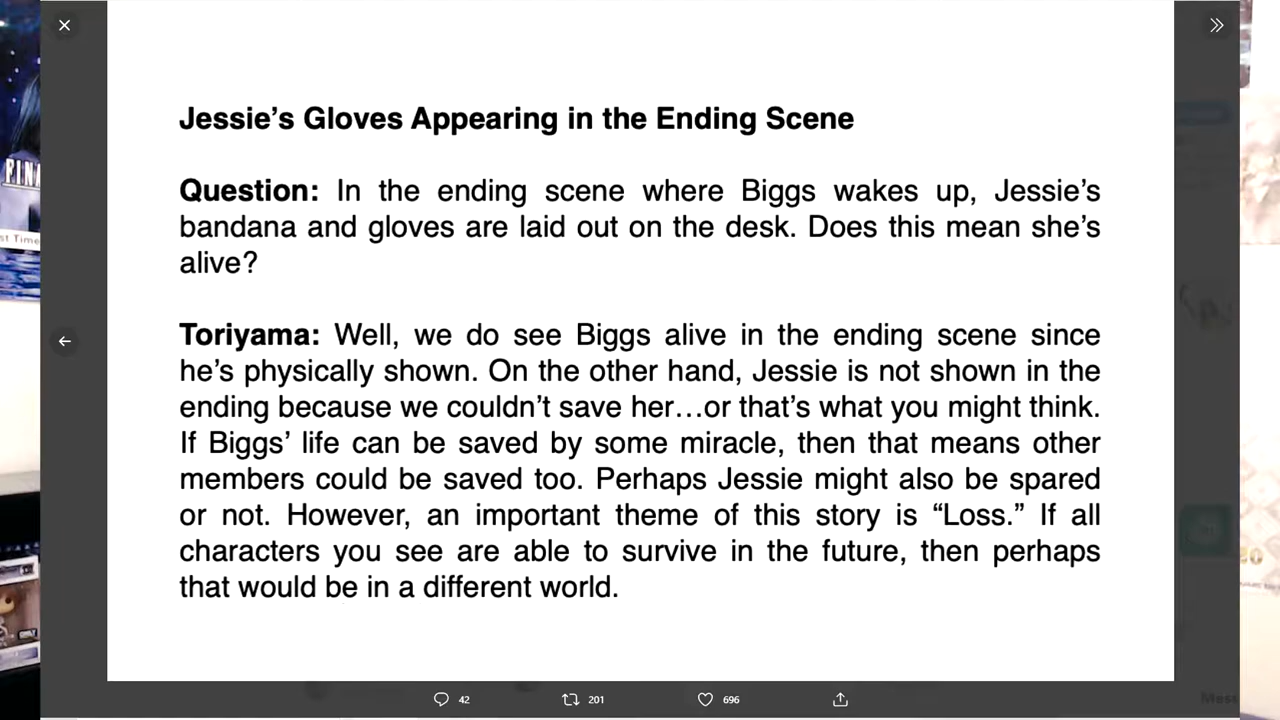 Jessie’s Gloves Appearing in the Ending Scene
Question: In the ending scene where Biggs wakes up, Jessie’s
bandana and gloves are laid out on the desk. Does this mean she’s
alive?
Toriyama: Well, we do see Biggs alive in the ending scene since
he’s physically shown. On the other hand, Jessie is not shown in the
ending because we couldn’t save her…or that’s what you might think.
If Biggs’ life can be saved by some miracle, then that means other
members could be saved too. Perhaps Jessie might also be spared
or not. However, an important theme of this story is “Loss.” If all
characters you see are able to survive in the future, then perhaps
that would be in a different world.
42 201 696
FINA
st Time
Mess